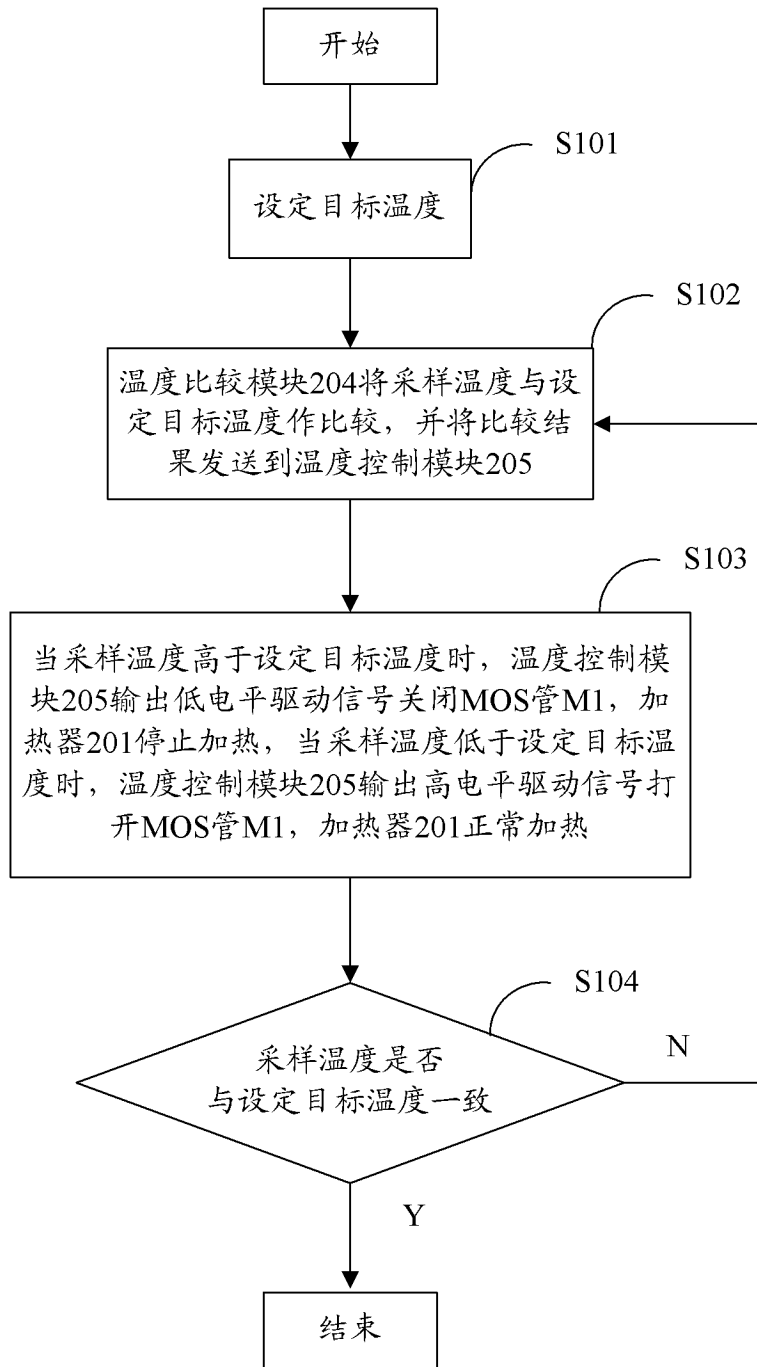 开始
S101
设定目标温度
S102
温度比较模块204将采样温度与设
定目标温度作比较，并将比较结
果发送到温度控制模块205
S103
当采样温度高于设定目标温度时，温度控制模
块205输出低电平驱动信号关闭MOS管M1，加
热器201停止加热，当采样温度低于设定目标温
度时，温度控制模块205输出高电平驱动信号打
开MOS管M1，加热器201正常加热
S104
采样温度是否
与设定目标温度一致
N
Y
结束